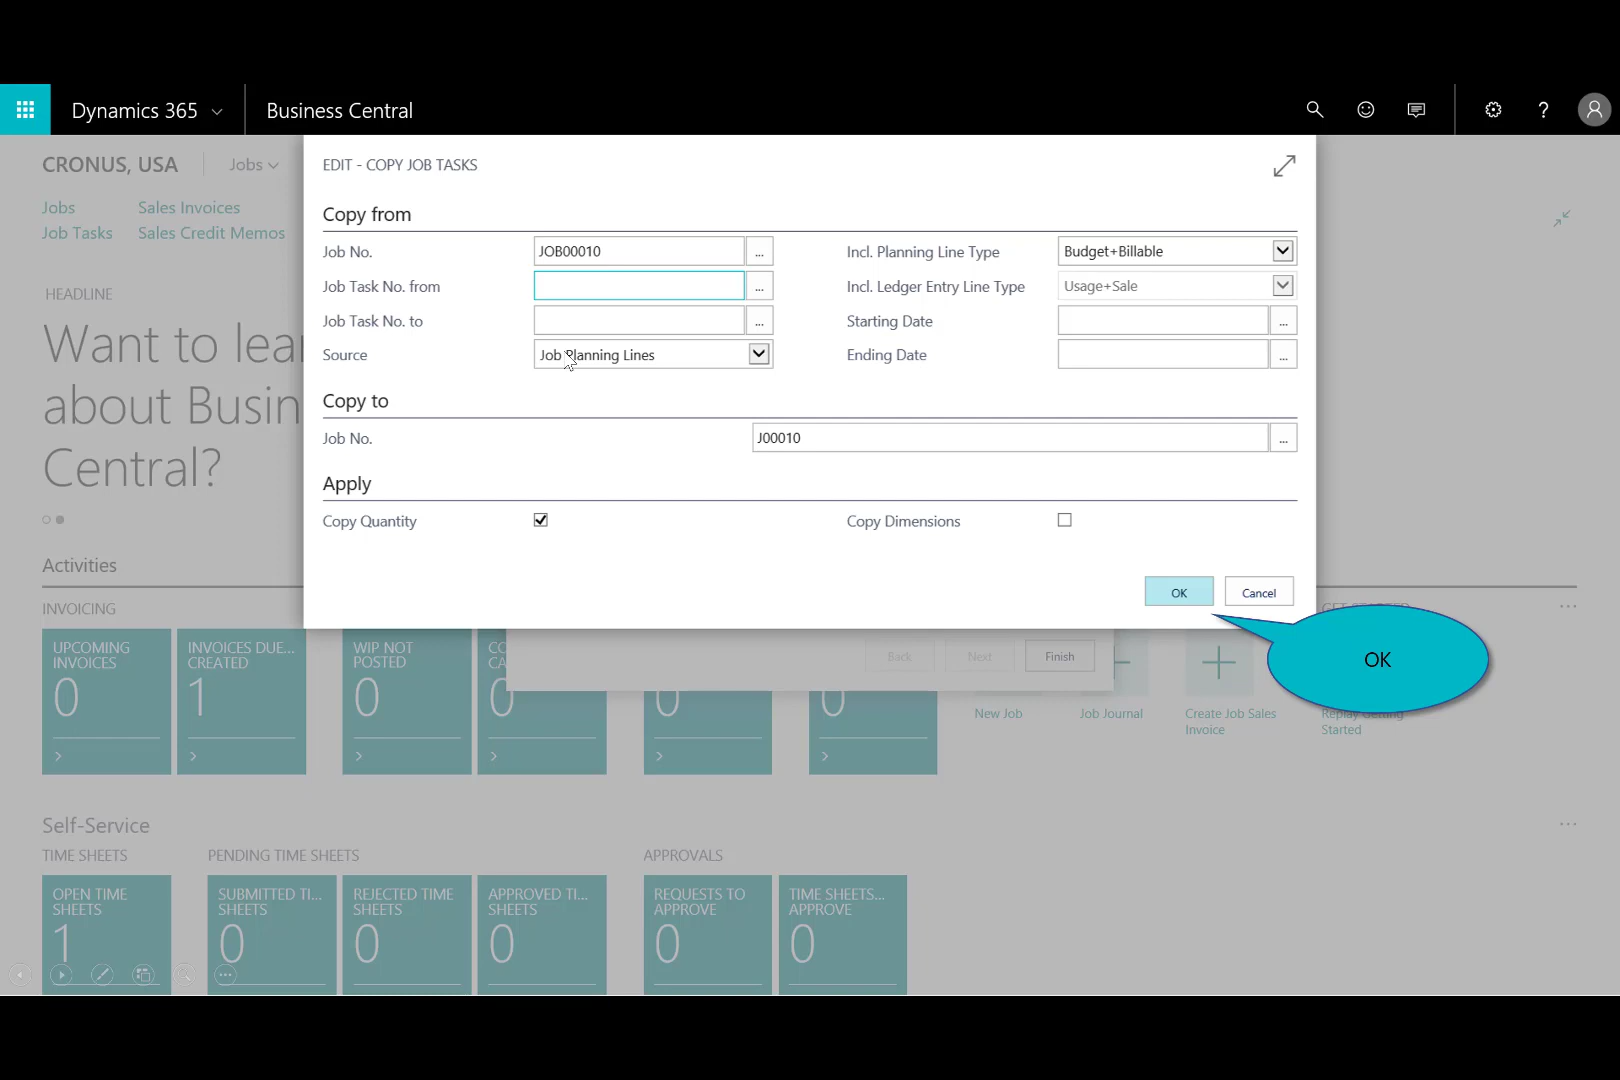 Dynamics 365
Business Central
CRONUS, USA
Jobs
Jobs
Sales Invoices
Job Tasks
Sales Credit Memos
HEADLINE
Want to lea
about Busin
Central?
EDIT - COPY JOB TASKS
Copy from
Job No.
JOB00010
...
Incl. Planning Line Type
Budget+Billable
Job Task No. from
...
Incl. Ledger Entry Line Type
Usage+Sale
Job Task No. to
...
Starting Date
...
Source
Job Planning Lines
Ending Date
...
Copy to
Job No.
J00010
...
Apply
Copy Quantity
Copy Dimensions
OK
Cancel
OK
Back
Next
Finish
Activities
INVOICING
UPCOMING
INVOICES
0
INVOICES DUE...
CREATED
1
WIP NOT
POSTED
0
0
0
0
New Job
Job Journal
Create Job Sales
Invoice
Replay Getting
Started
Self-Service
TIME SHEETS
PENDING TIME SHEETS
APPROVALS
OPEN TIME
SHEETS
1
SUBMITTED TI...
SHEETS
0
REJECTED TIME
SHEETS
0
APPROVED TI...
SHEETS
0
REQUESTS TO
APPROVE
0
TIME SHEETS...
APPROVE
0